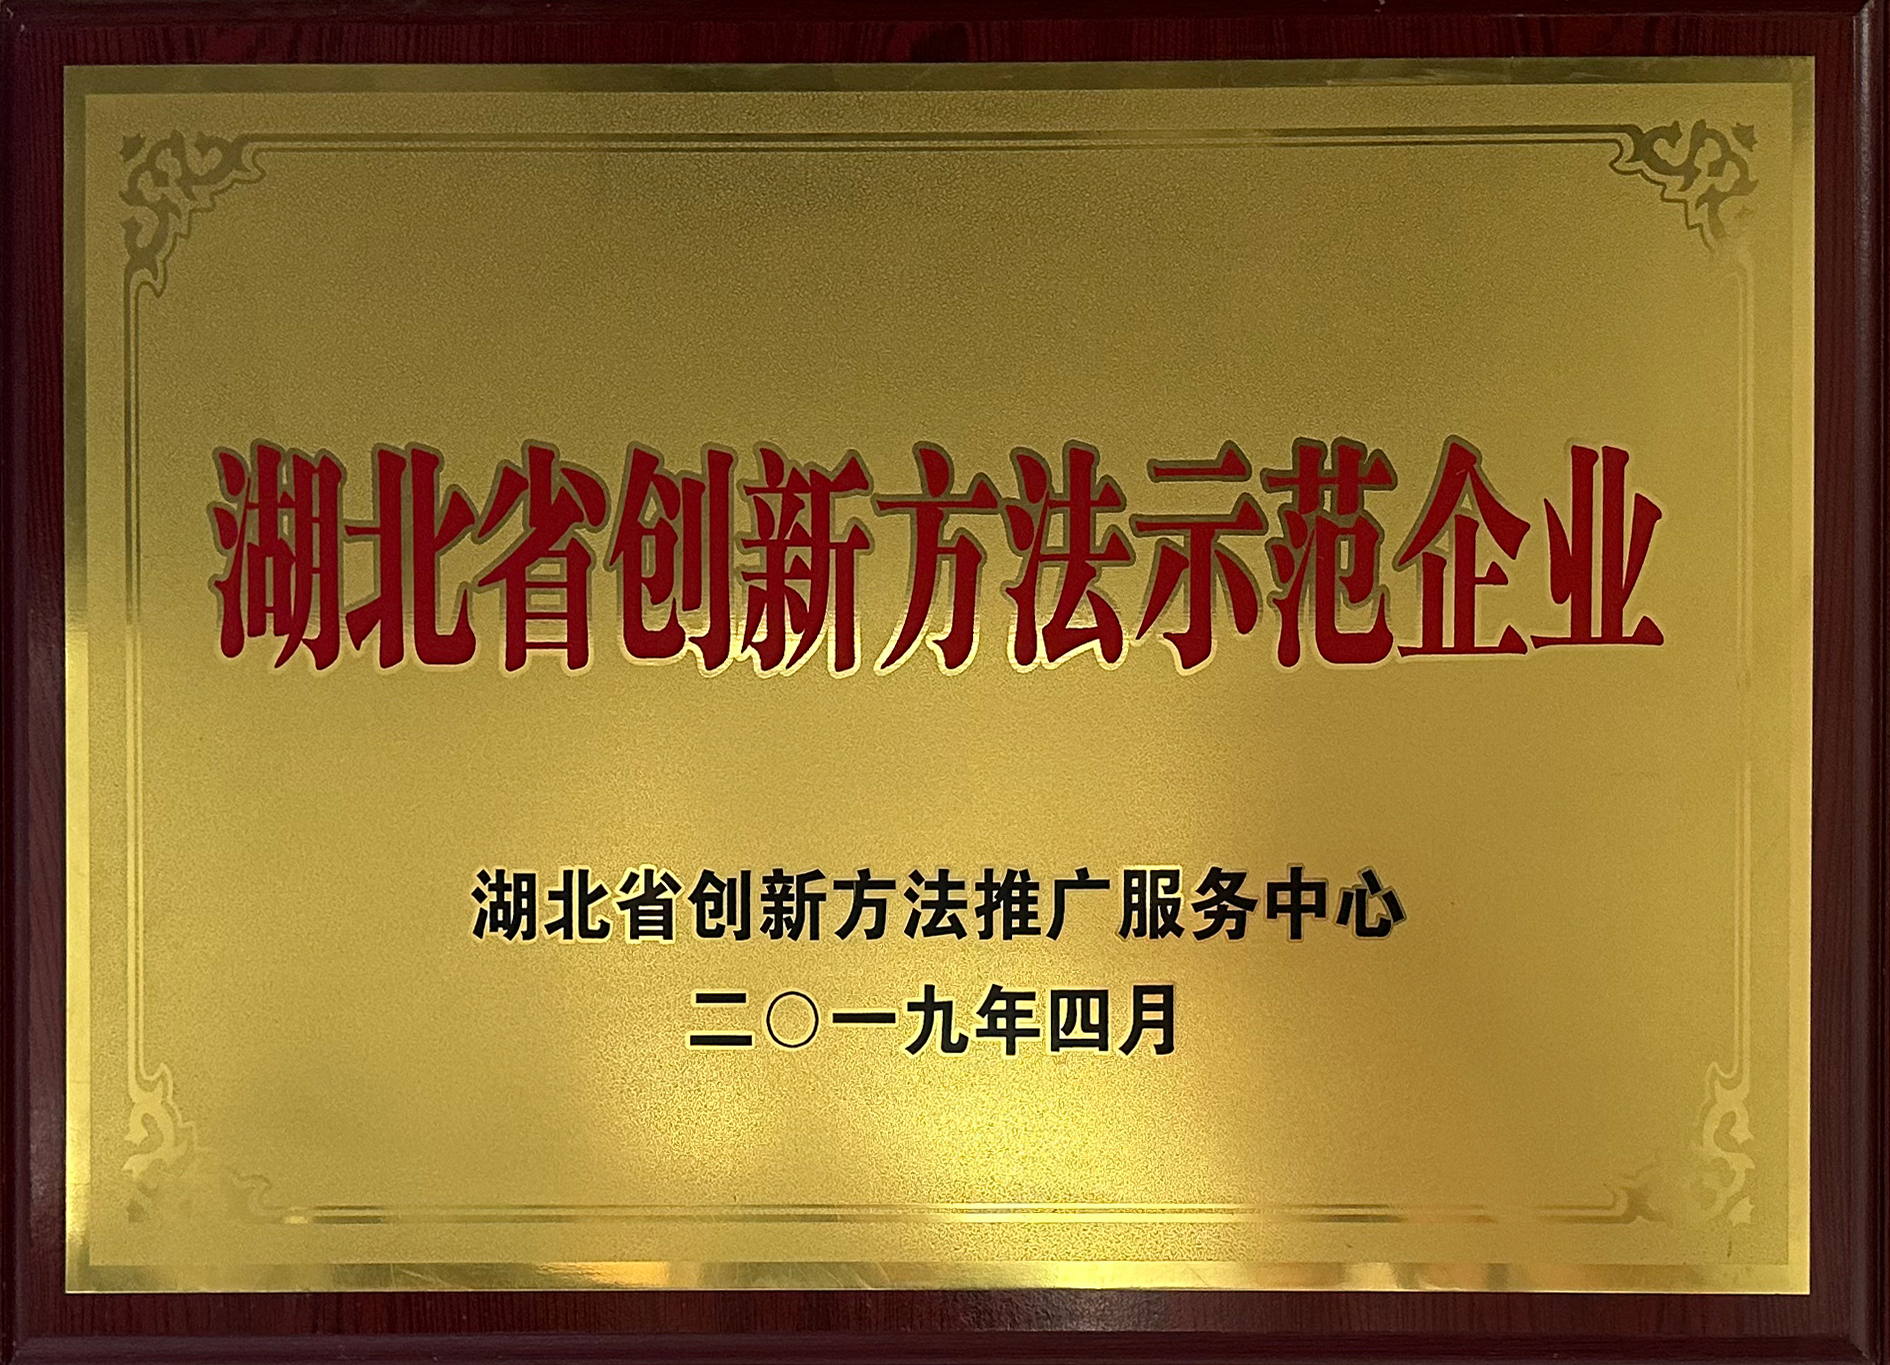 湖北省创新方法示范企业
湖北省创新方法推广服务中心
二〇一九年四月